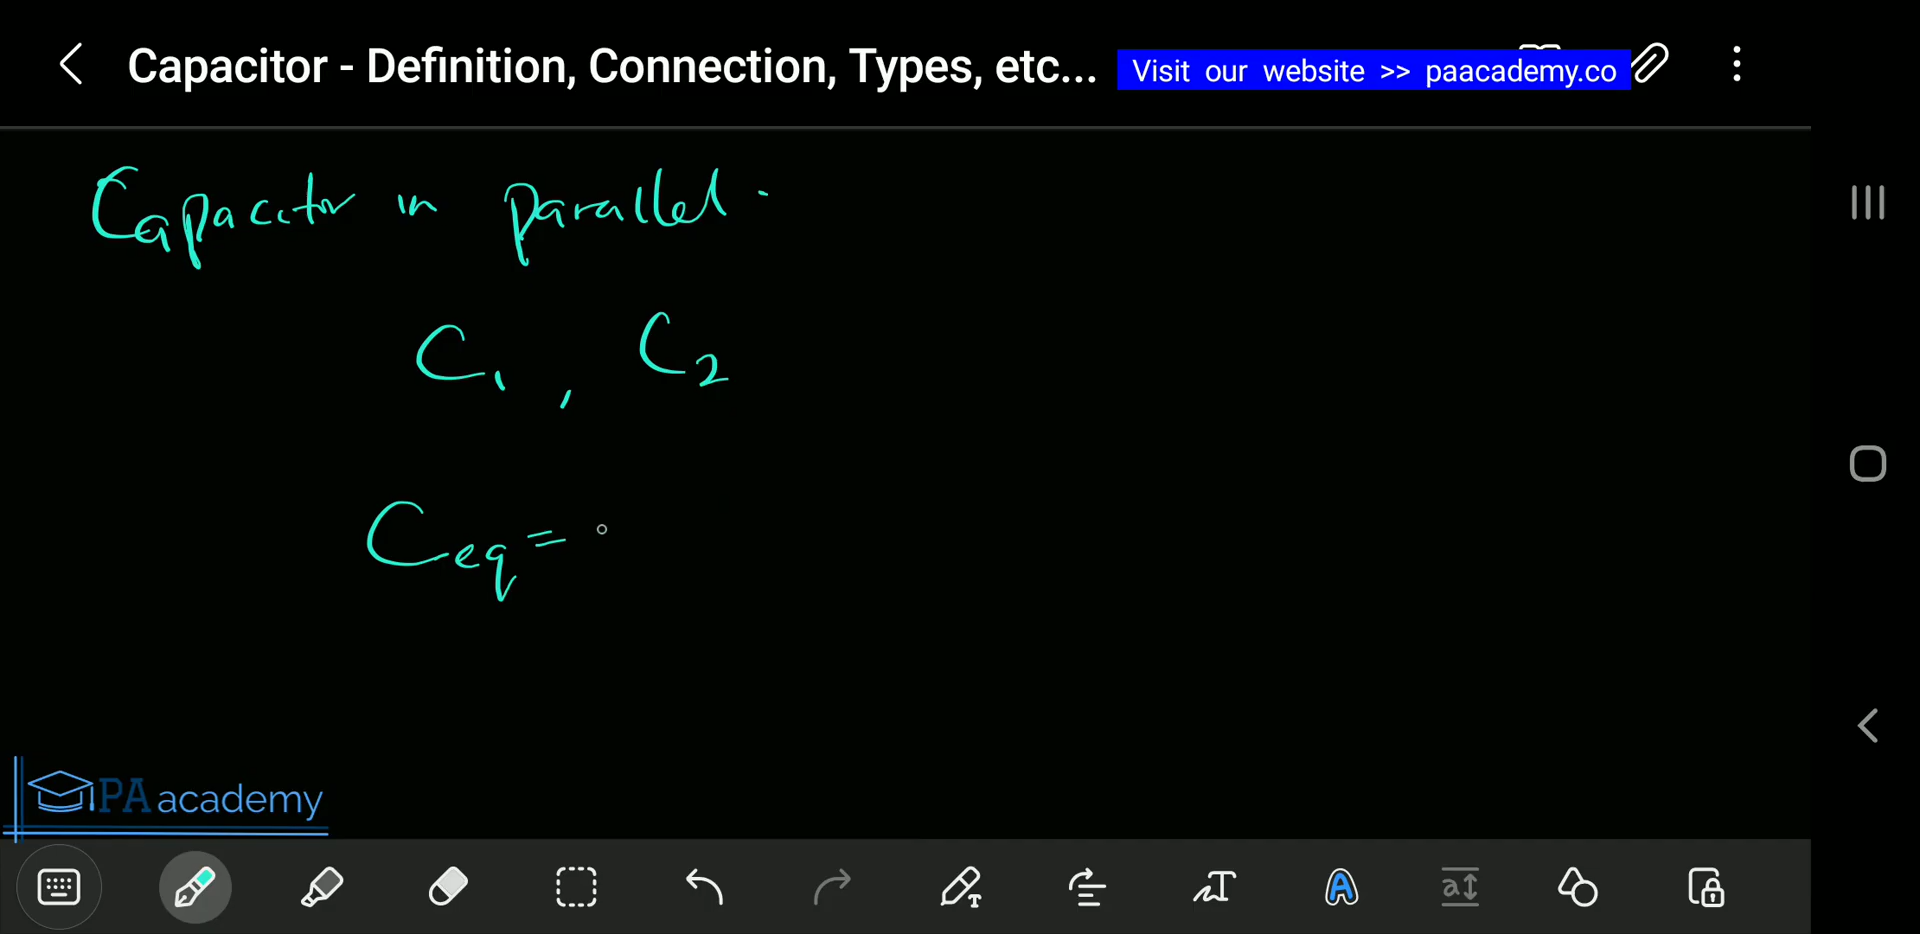 Capacitor - Definition, Connection, Types, etc...
Visit our website >> paacademy.co
Capacitor in parallel.
C₁ , C₂
Ceq =
PA academy